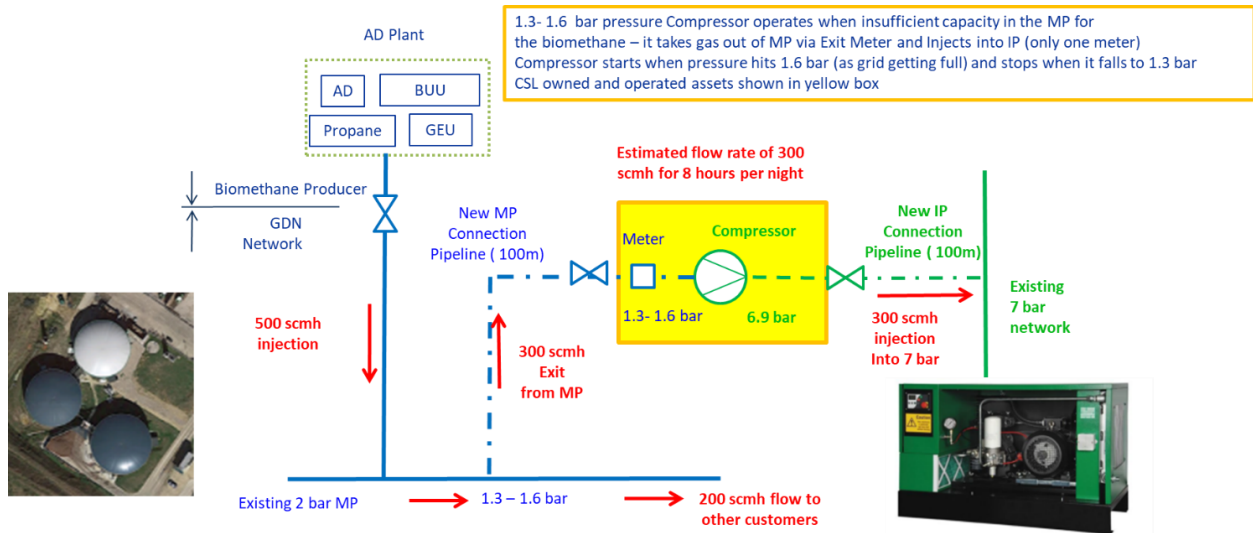 1.3- 1.6 bar pressure Compressor operates when insufficient capacity in the MP for
the biomethane – it takes gas out of MP via Exit Meter and Injects into IP (only one meter)
Compressor starts when pressure hits 1.6 bar (as grid getting full) and stops when it falls to 1.3 bar
CSL owned and operated assets shown in yellow box
AD Plant
AD
BUU
Propane
GEU
Biomethane Producer
GDN
Network
Estimated flow rate of 300
scmh for 8 hours per night
New MP
Connection
Pipeline ( 100m)
Meter
Compressor
1.3- 1.6 bar
6.9 bar
New IP
Connection
Pipeline ( 100m)
Existing
7 bar
network
500 scmh
injection
300 scmh
Exit
from MP
300 scmh
injection
Into 7 bar
Existing 2 bar MP
1.3 – 1.6 bar
200 scmh flow to
other customers